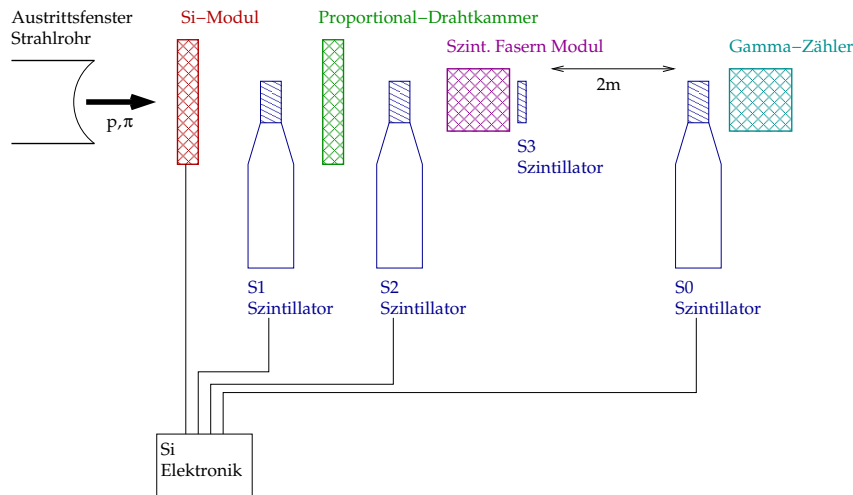 Austrittsfenster
Strahlrohr
Si−Modul
Proportional−Drahtkammer
Szint. Fasern Modul
Gamma−Zähler
p,π
2m
S3
Szintillator
S1
Szintillator
S2
Szintillator
S0
Szintillator
Si
Elektronik